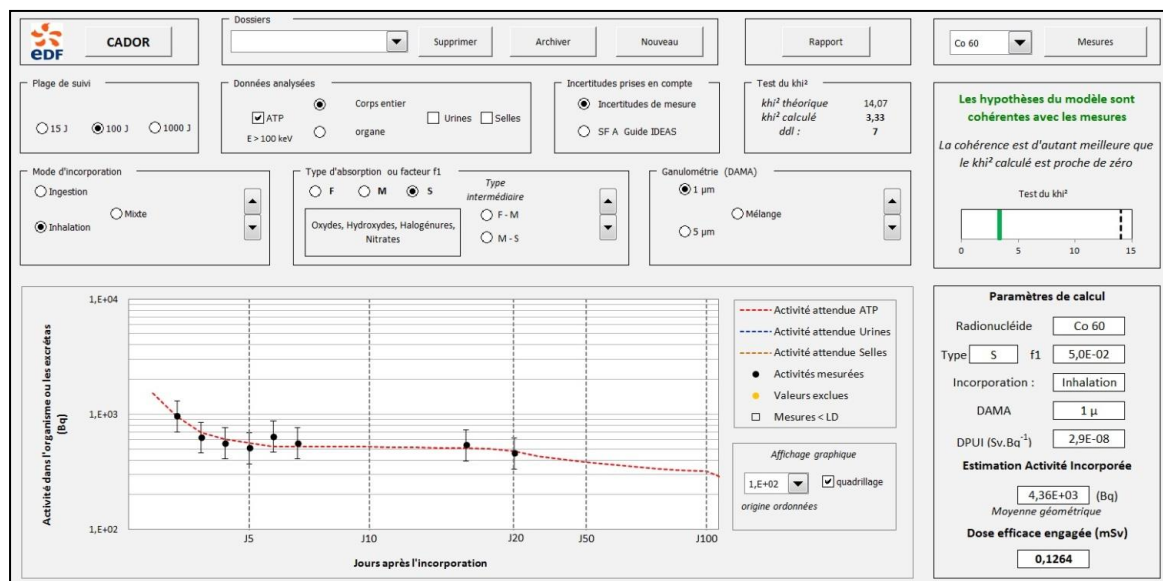 eDF
CADOR
Dossiers
Supprimer
Archiver
Nouveau
Rapport
Co 60
Mesures
Plage de suivi
15 J
100 J
1000 J
Données analysées
ATP
E > 100 keV
Corps entier
organe
Urines
Selles
Incertitudes prises en compte
Incertitudes de mesure
SF A Guide IDEAS
Test du khi²
khi² théorique 14,07
khi² calculé 3,33
ddl : 7
Les hypothèses du modèle sont
cohérentes avec les mesures
La cohérence est d'autant meilleure que
le khi² calculé est proche de zéro
Test du khi²
0 5 10 15
Mode d'incorporation
Ingestion
Mixte
Inhalation
Type d'absorption ou facteur f1
F
M
S
Oxydes, Hydroxydes, Halogénures,
Nitrates
Type
intermédiaire
F - M
M - S
Ganulométrie (DAMA)
1 µm
Mélange
5 µm
Activité dans l'organisme ou les excrétas
(Bq)
1,E+04
1,E+03
1,E+02
J5 J10 J20 J50 J100
Jours après l'incorporation
Activité attendue ATP
Activité attendue Urines
Activité attendue Selles
Activités mesurées
Valeurs exclues
Mesures < LD
Affichage graphique
1,E+02
quadrillage
origine ordonnées
Paramètres de calcul
Radionucléide Co 60
Type S f1 5,0E-02
Incorporation : Inhalation
DAMA 1 µ
DPUI (Sv.Bq⁻¹) 2,9E-08
Estimation Activité Incorporée
4,36E+03 (Bq)
Moyenne géométrique
Dose efficace engagée (mSv)
0,1264